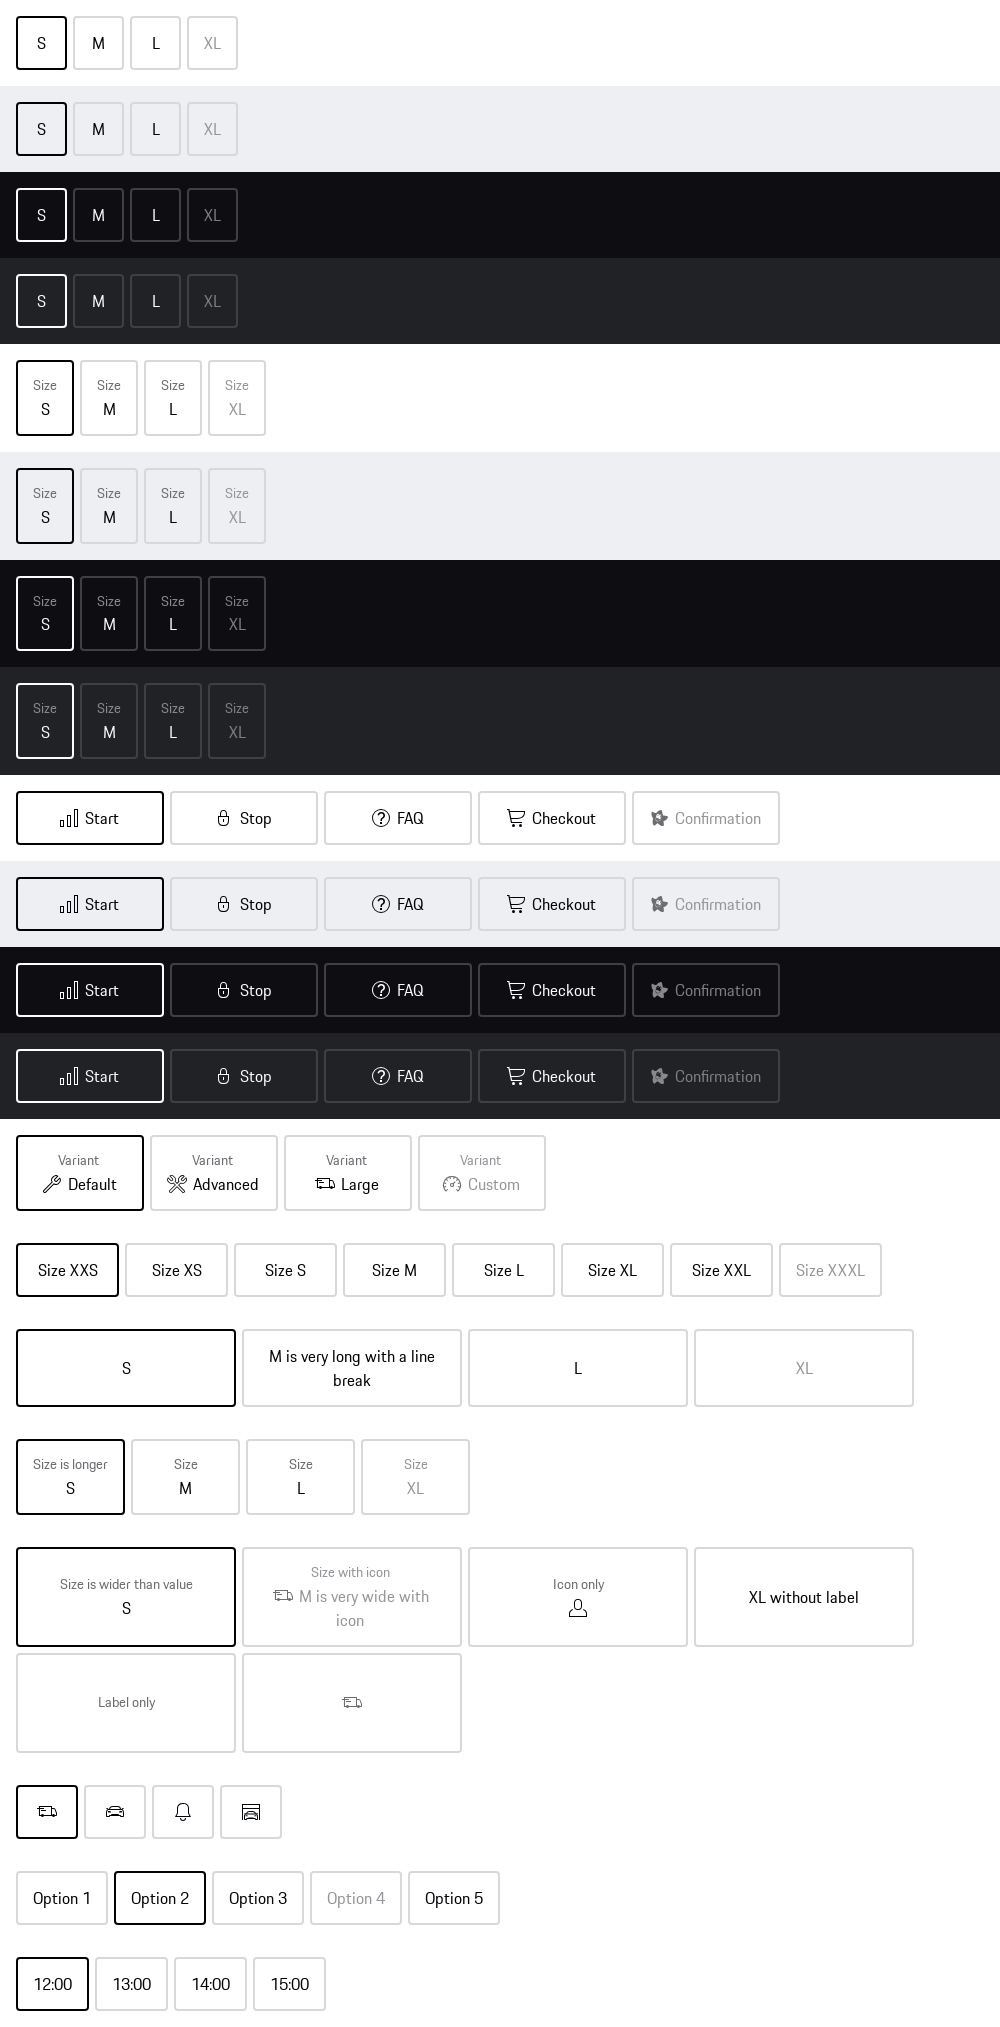 S M L XL
S M L XL
S M L XL
S M L XL
Size Size Size Size
S M L XL
Size Size Size Size
S M L XL
Size Size Size Size
S M L XL
Size Size Size Size
S M L XL
Start Stop FAQ Checkout Confirmation
Start Stop FAQ Checkout Confirmation
Start Stop FAQ Checkout Confirmation
Start Stop FAQ Checkout Confirmation
Variant Variant Variant Variant
Default Advanced Large Custom
Size XXS Size XS Size S Size M Size L Size XL Size XXL Size XXXL
S M is very long with a line L XL
break
Size is longer Size Size Size
S M L XL
Size is wider than value Size with icon Icon only XL without label
S M is very wide with
icon
Label only
Option 1 Option 2 Option 3 Option 4 Option 5
12:00 13:00 14:00 15:00